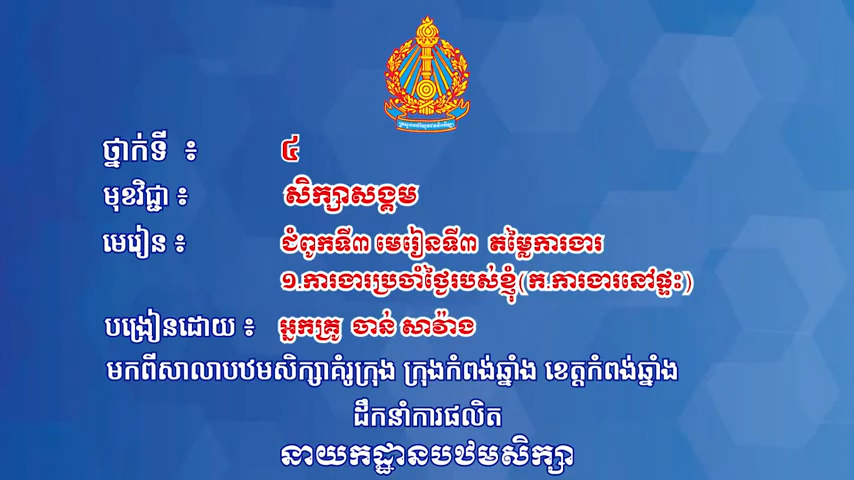 ថ្នាក់ទី ៖ ៤
មុខវិជ្ជា ៖ សិក្សាសង្គម
មេរៀន ៖ ជំពូកទី៣ មេរៀនទី៣ តម្លៃការងារ
១.ការងារប្រចាំថ្ងៃរបស់ខ្ញុំ(ក.ការងារនៅផ្ទះ)
បង្រៀនដោយ ៖ អ្នកគ្រូ ចាន់ សាវ៉ាង
មកពីសាលាបឋមសិក្សាគំរូក្រុង ក្រុងកំពង់ឆ្នាំង ខេត្តកំពង់ឆ្នាំង
ដឹកនាំការផលិត
នាយកដ្ឋានបឋមសិក្សា